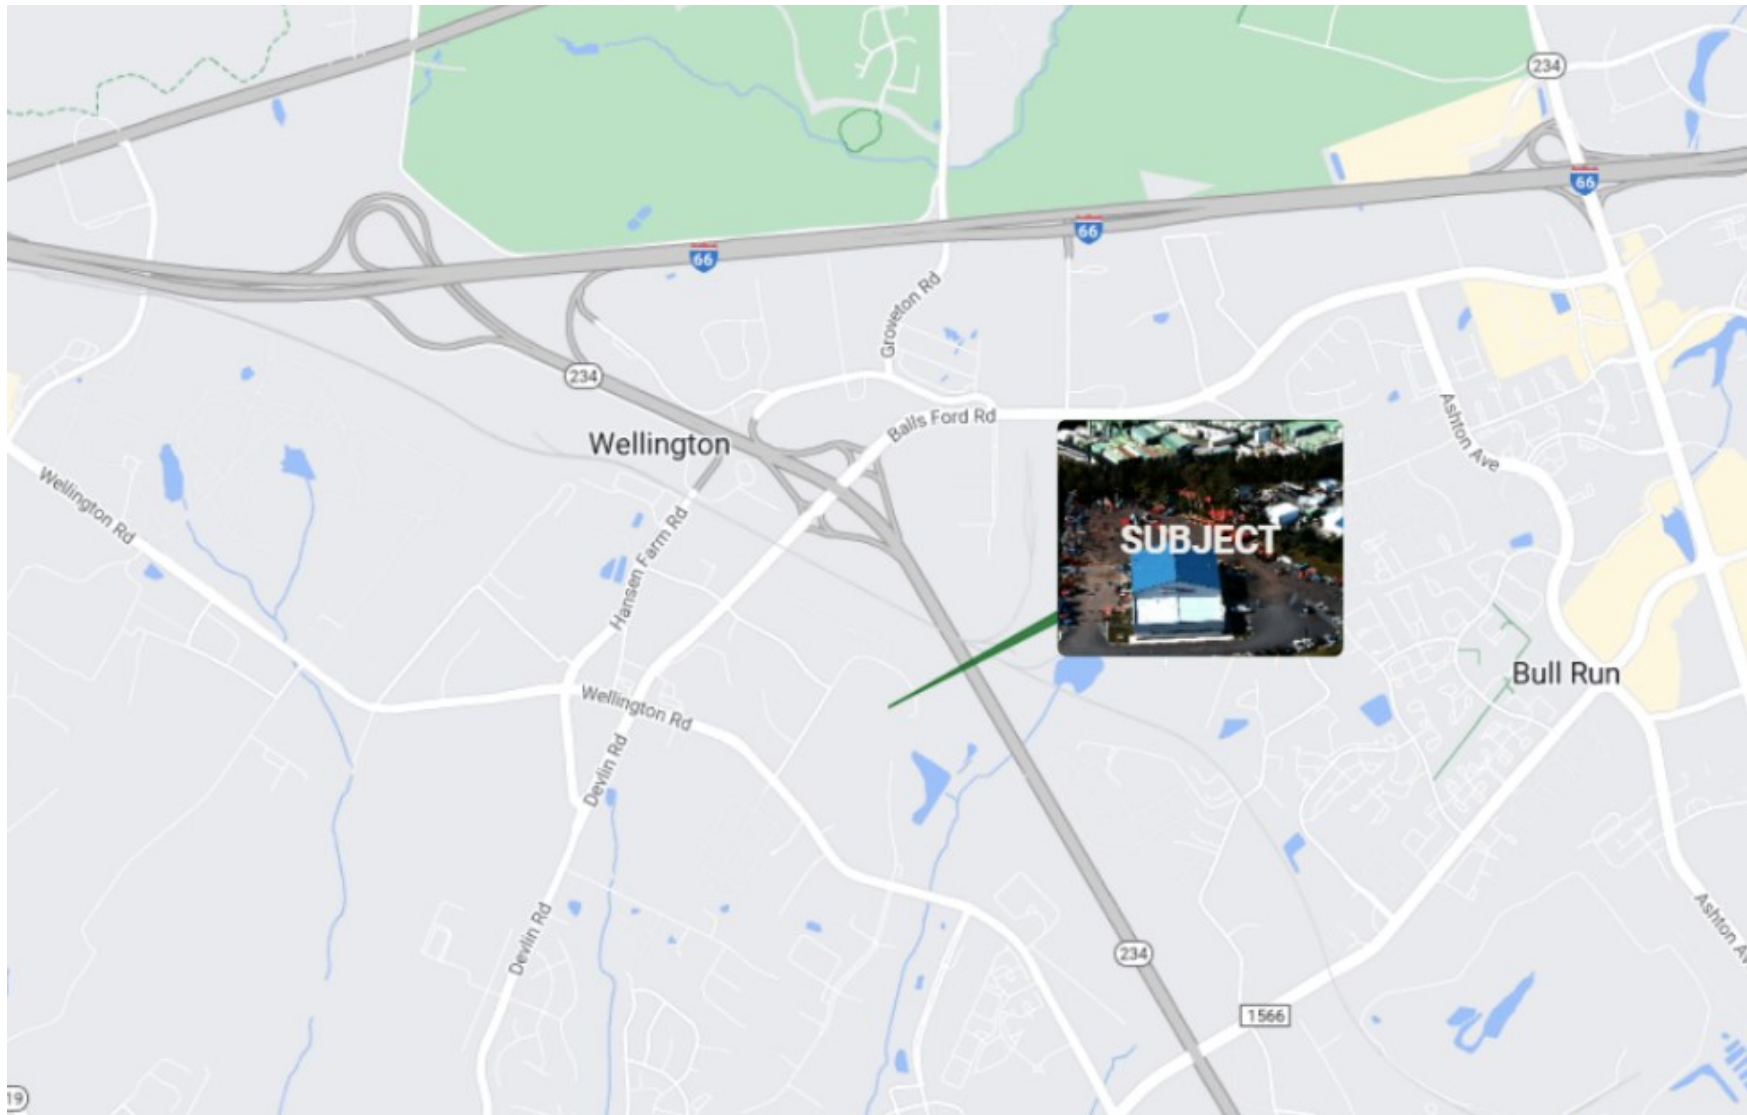 234
66
66
66
Groveton Rd
234
Balls Ford Rd
Ashton Ave
Wellington
Wellington Rd
SUBJECT
Hansen Farm Rd
Bull Run
Wellington Rd
Devlin Rd
Devlin Rd
Ashton Av
234
1566
19